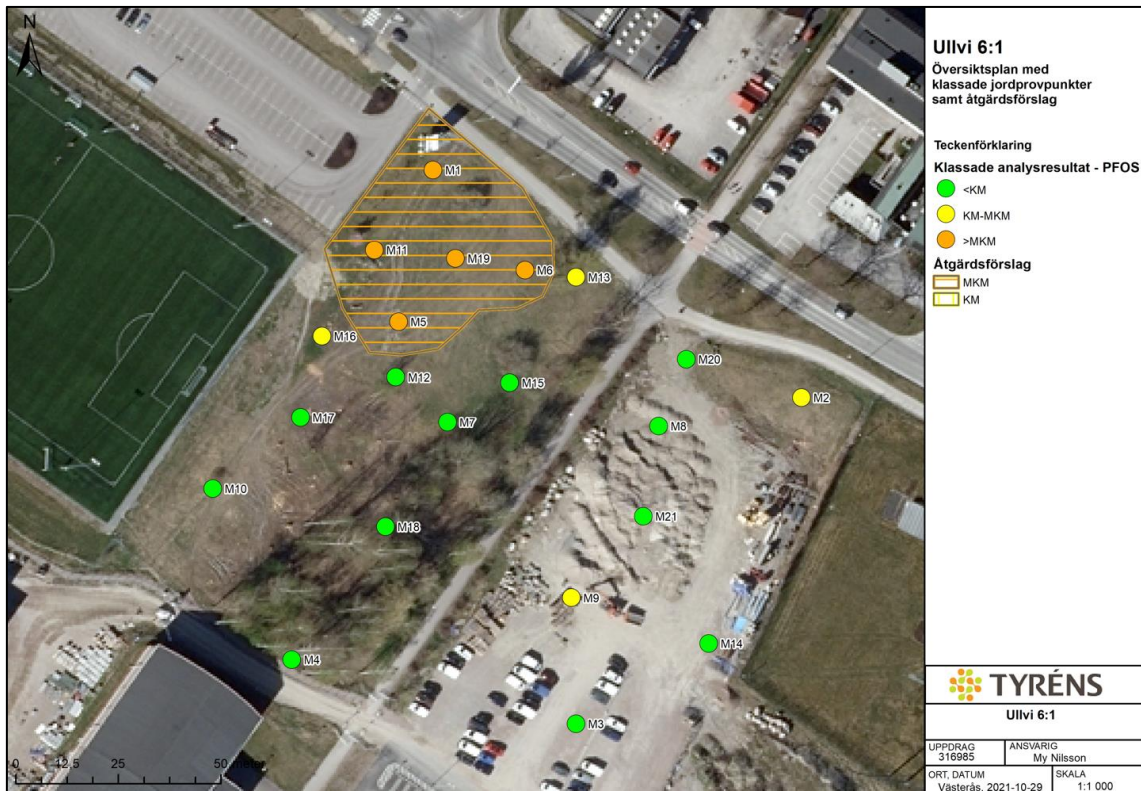 N
M1
M11
M19
M6
M13
M5
M16
M12
M15
M20
M2
M17
M7
M8
M10
M18
M21
M9
M4
M14
M3
0 12,5 25 50 meter
Ullvi 6:1
Översiktsplan med
klassade jordprovpunkter
samt åtgärdsförslag
Teckenförklaring
Klassade analysresultat - PFOS
<KM
KM-MKM
>MKM
Åtgärdsförslag
MKM
KM
TYRÉNS
Ullvi 6:1
UPPDRAG
316985
ANSVARIG
My Nilsson
ORT, DATUM
Västerås, 2021-10-29
SKALA
1:1 000